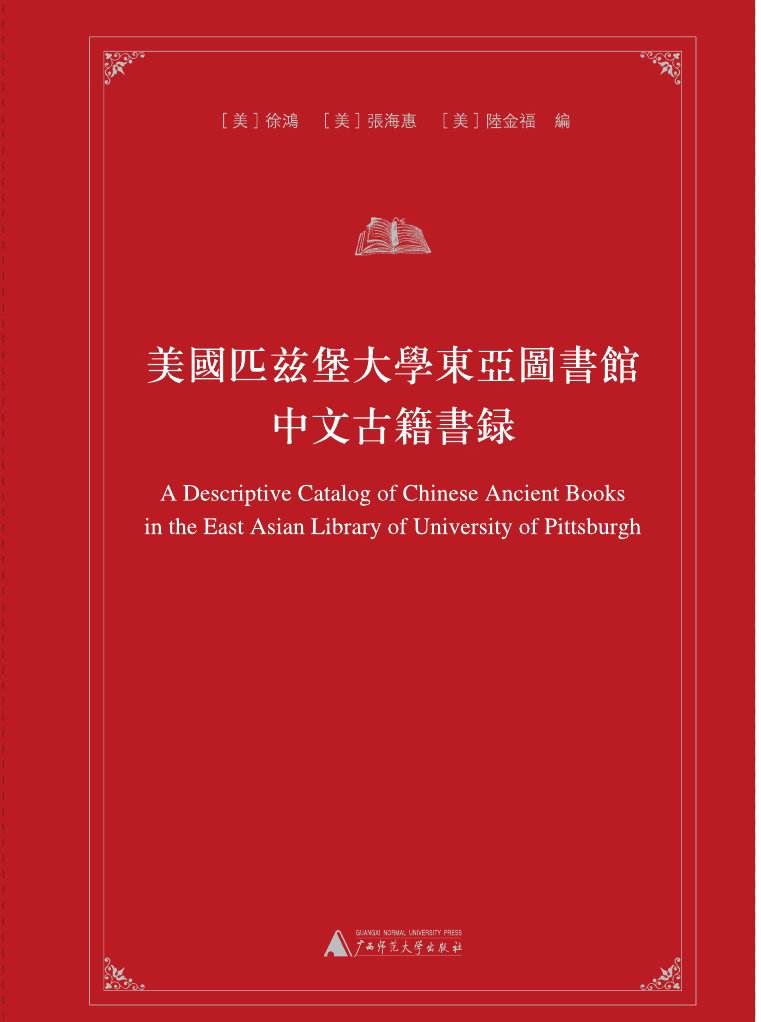 ［美］徐鴻　［美］張海惠　［美］陸金福　編
美國匹兹堡大學東亞圖書館
中文古籍書録
A Descriptive Catalog of Chinese Ancient Books
in the East Asian Library of University of Pittsburgh
GUANGXI NORMAL UNIVERSITY PRESS
广西师范大学出版社